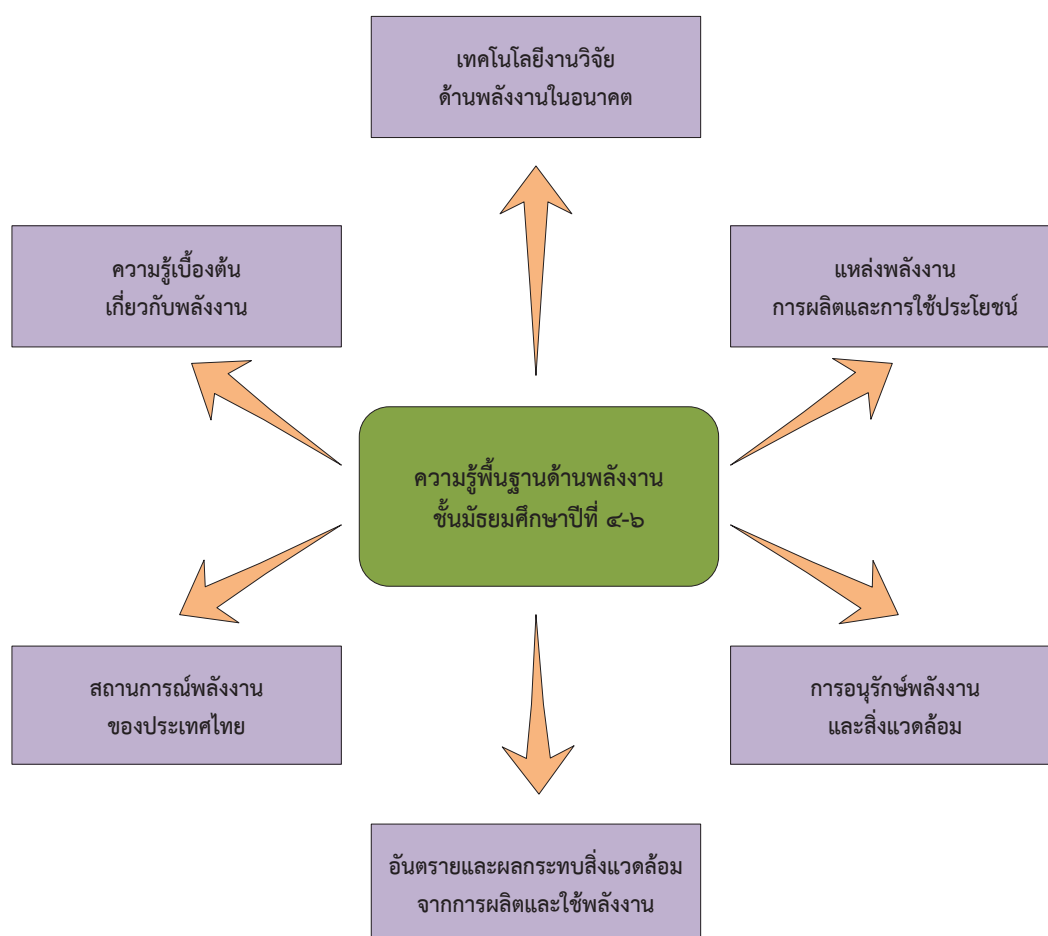 เทคโนโลยีงานวิจัย
ด้านพลังงานในอนาคต
ความรู้เบื้องต้น
เกี่ยวกับพลังงาน
แหล่งพลังงาน
การผลิตและการใช้ประโยชน์
ความรู้พื้นฐานด้านพลังงาน
ชั้นมัธยมศึกษาปีที่ ๔-๖
สถานการณ์พลังงาน
ของประเทศไทย
การอนุรักษ์พลังงาน
และสิ่งแวดล้อม
อันตรายและผลกระทบสิ่งแวดล้อม
จากการผลิตและใช้พลังงาน